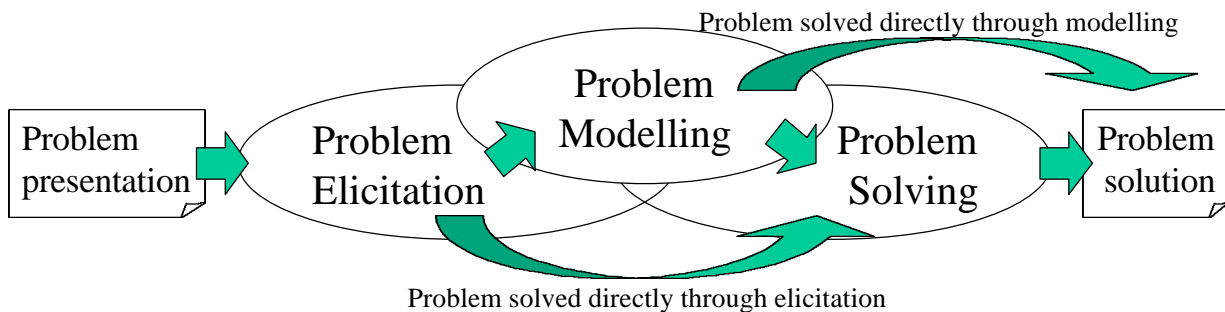 Problem solved directly through modelling
Problem
presentation
Problem
Elicitation
Problem
Modelling
Problem
Solving
Problem
solution
Problem solved directly through elicitation